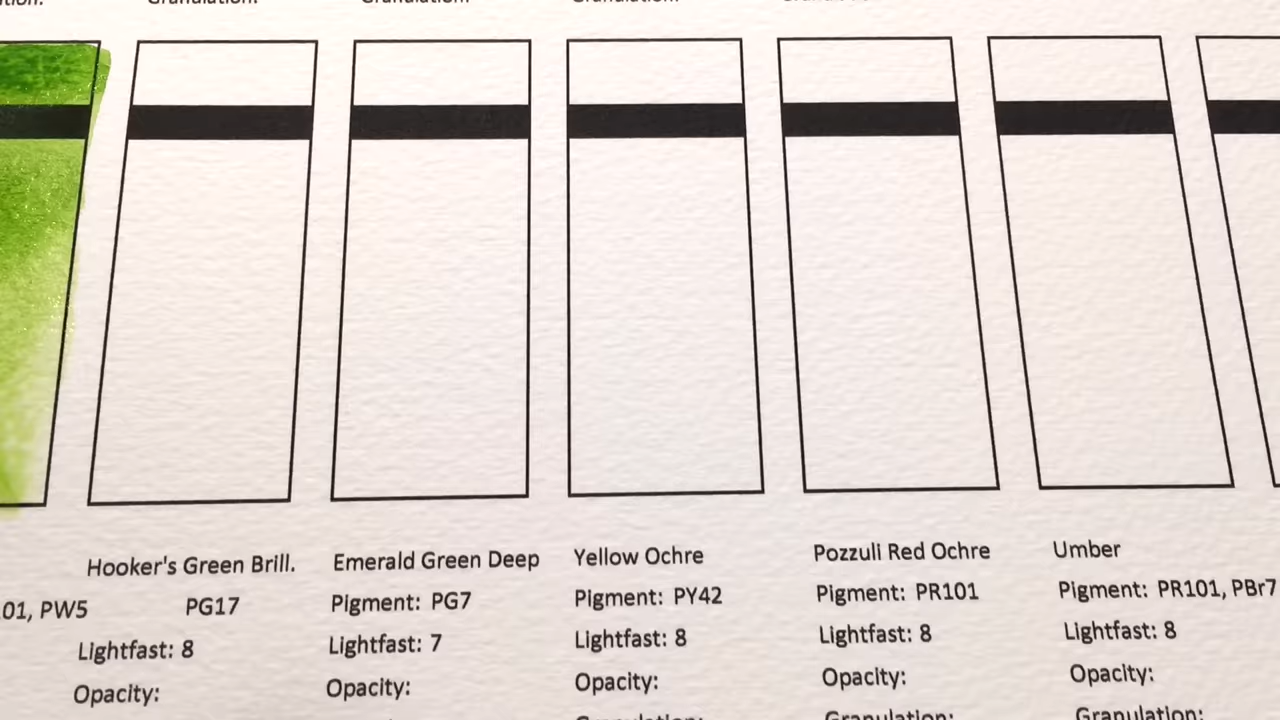 Hooker's Green Brill.
PG17
Lightfast: 8
Opacity:
Emerald Green Deep
Pigment: PG7
Lightfast: 7
Opacity:
Yellow Ochre
Pigment: PY42
Lightfast: 8
Opacity:
Granulation:
Pozzuli Red Ochre
Pigment: PR101
Lightfast: 8
Opacity:
Granulation:
Umber
Pigment: PR101, PBr7
Lightfast: 8
Opacity:
Granulation:
01, PW5